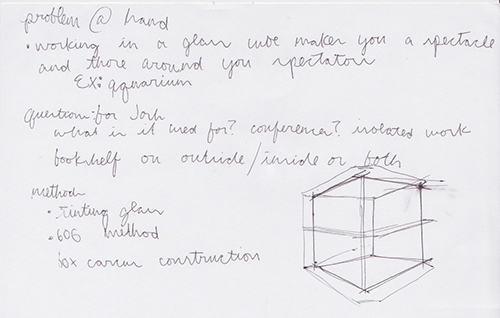 problem @ hand
• working in a glass cube makes you a spectacle
and those around you spectators
EX: aquarium
question: for Josh
what is it used for? conference? isolated work
bookshelf on outside/inside or both
methods
• tinting glass
• 606 method
box carcass construction